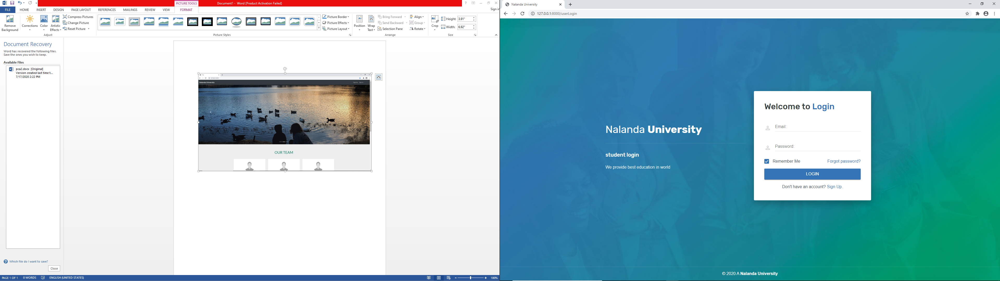 PICTURE TOOLS
Document1 - Word (Product Activation Failed)
FILE
HOME
INSERT
DESIGN
PAGE LAYOUT
REFERENCES
MAILINGS
REVIEW
VIEW
FORMAT
Sign in
Remove Background
Corrections
Color
Artistic Effects
Compress Pictures
Change Picture
Reset Picture
Adjust
Picture Styles
Picture Border
Picture Effects
Picture Layout
Position
Wrap Text
Bring Forward
Send Backward
Selection Pane
Align
Group
Rotate
Arrange
Crop
Height: 3.91"
Width: 6.92"
Size
Document Recovery
Word has recovered the following files.
Save the ones you wish to keep.
Available Files
pca2.docx [Original]
Version created last time t...
7/17/2020 2:22 PM
Which file do I want to save?
Close
Nalanda University
OUR TEAM
PAGE 1 OF 1
0 WORDS
ENGLISH (UNITED STATES)
100%
Nalanda University
127.0.0.1:8000/userLogin
Nalanda University
student login
We provide best education in world
Welcome to Login
Email:
Password:
Remember Me
Forgot password?
LOGIN
Don't have an account? Sign Up.
© 2020 A Nalanda University